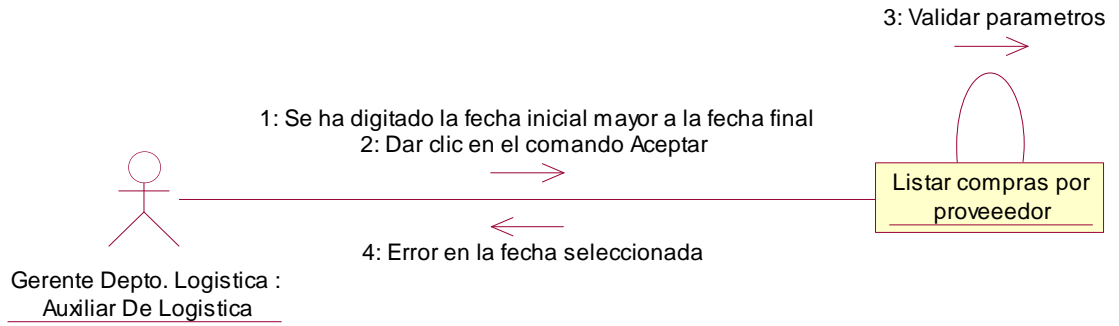 3: Validar parametros
1: Se ha digitado la fecha inicial mayor a la fecha final
2: Dar clic en el comando Aceptar
Listar compras por
proveeedor
4: Error en la fecha seleccionada
Gerente Depto. Logistica :
Auxiliar De Logistica